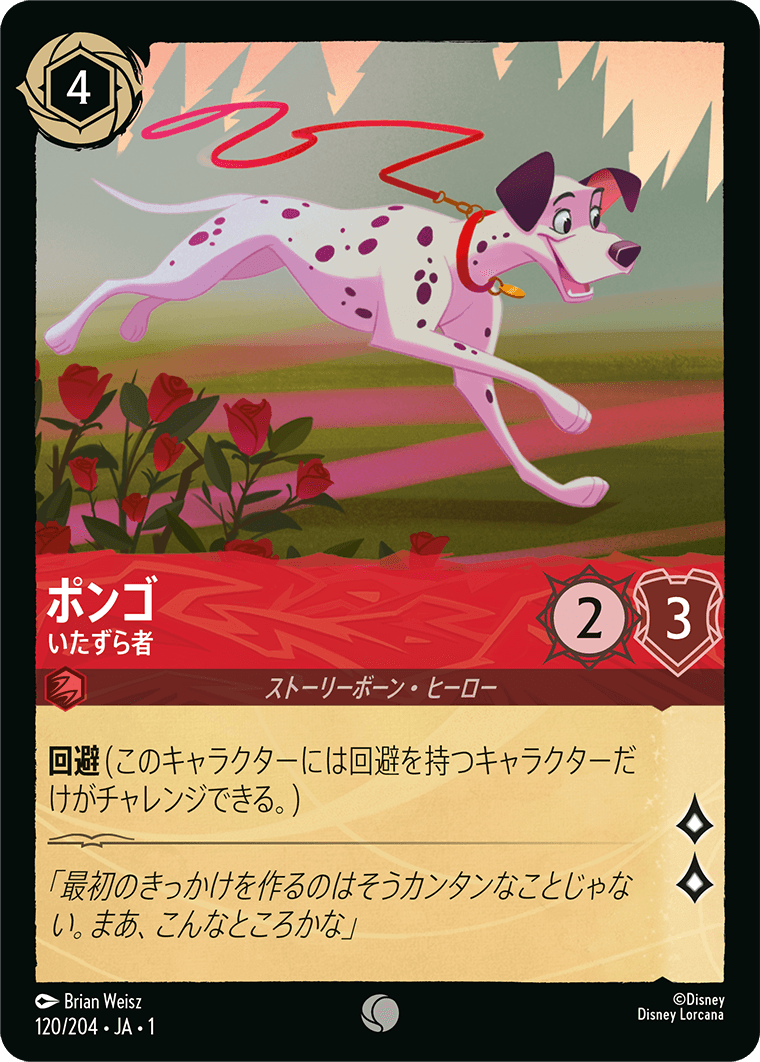 4
ポンゴ
いたずら者
2
3
ストーリーボーン・ヒーロー
回避(このキャラクターには回避を持つキャラクターだ
けがチャレンジできる。)
「最初のきっかけを作るのはそうカンタンなことじゃな
い。まあ、こんなところかな」
Brian Weisz
©Disney
120/204・JA・1
Disney Lorcana